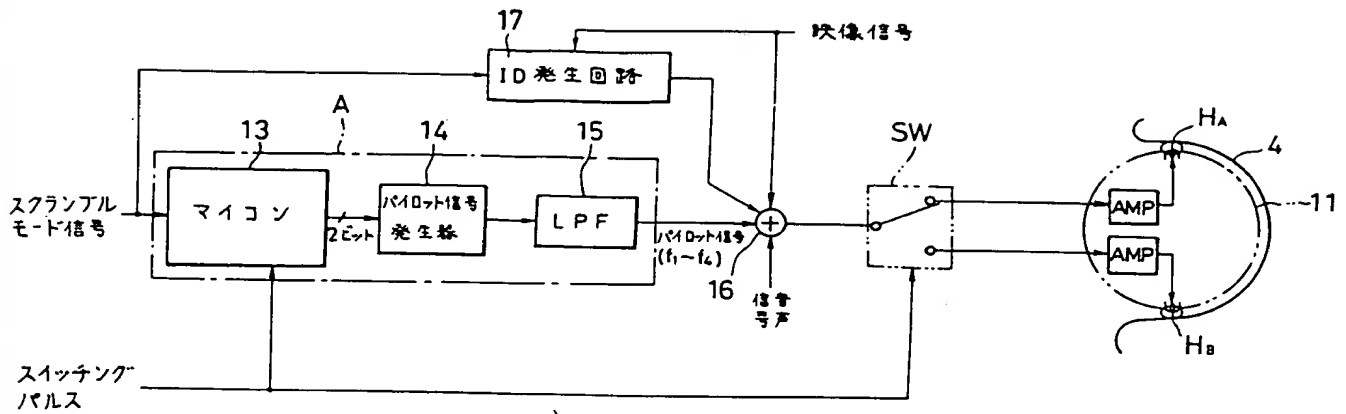 17
ID発生回路
映像信号
A
13
14
15
SW
HA
4
スクランブル
モード信号
マイコン
2ビット
パイロット信号
発生器
LPF
パイロット信号
(f1~f4)
16
音声
信号
AMP
AMP
11
HB
スイッチング
パルス